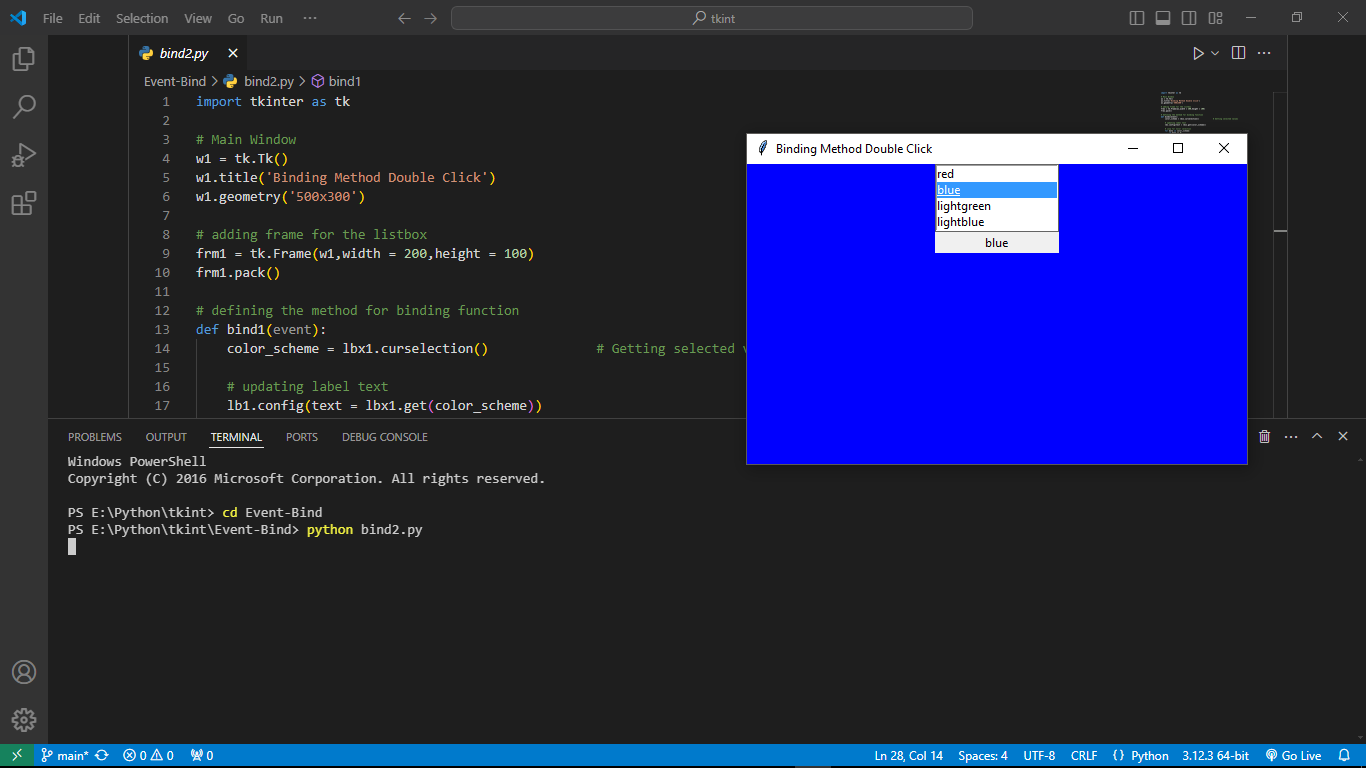 File Edit Selection View Go Run ··· tkint
bind2.py
Event-Bind > bind2.py > bind1
1 import tkinter as tk
2
3 # Main Window
4 w1 = tk.Tk()
5 w1.title('Binding Method Double Click')
6 w1.geometry('500x300')
7
8 # adding frame for the listbox
9 frm1 = tk.Frame(w1,width = 200,height = 100)
10 frm1.pack()
11
12 # defining the method for binding function
13 def bind1(event):
14 color_scheme = lbx1.curselection() # Getting selected
15
16 # updating label text
17 lb1.config(text = lbx1.get(color_scheme))
Binding Method Double Click
red
blue
lightgreen
lightblue
blue
PROBLEMS OUTPUT TERMINAL PORTS DEBUG CONSOLE
Windows PowerShell
Copyright (C) 2016 Microsoft Corporation. All rights reserved.
PS E:\Python\tkint> cd Event-Bind
PS E:\Python\tkint\Event-Bind> python bind2.py
main* 0 0 0 Ln 28, Col 14 Spaces: 4 UTF-8 CRLF {} Python 3.12.3 64-bit Go Live